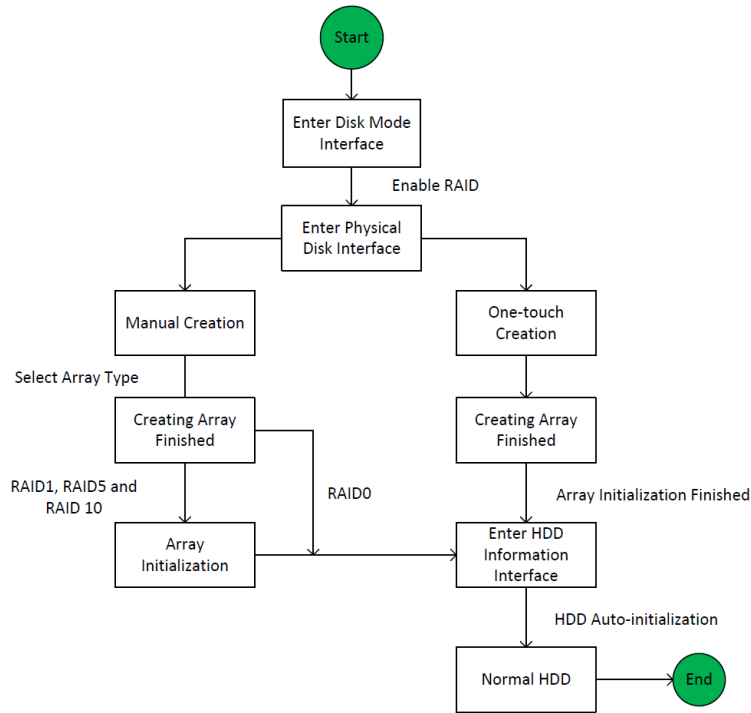 Start
Enter Disk Mode
Interface
Enable RAID
Enter Physical
Disk Interface
Manual Creation
One-touch
Creation
Select Array Type
Creating Array
Finished
Creating Array
Finished
RAID1, RAID5 and
RAID 10
RAID0
Array Initialization Finished
Array
Initialization
Enter HDD
Information
Interface
HDD Auto-initialization
Normal HDD
End